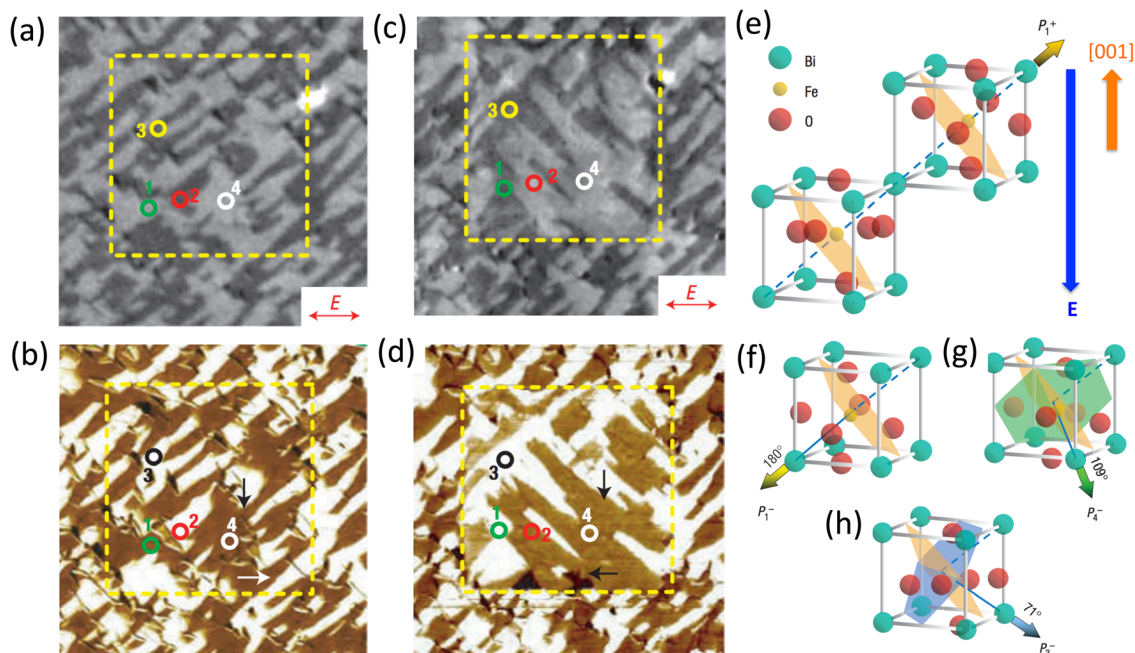 (a)
3
1
2
4
E
(c)
3
1
2
4
E
(e)
Bi
Fe
O
P₁⁺
[001]
E
(b)
3
1
2
4
(d)
3
1
2
4
(f)
180°
P₁⁻
(g)
109°
P₄⁻
(h)
71°